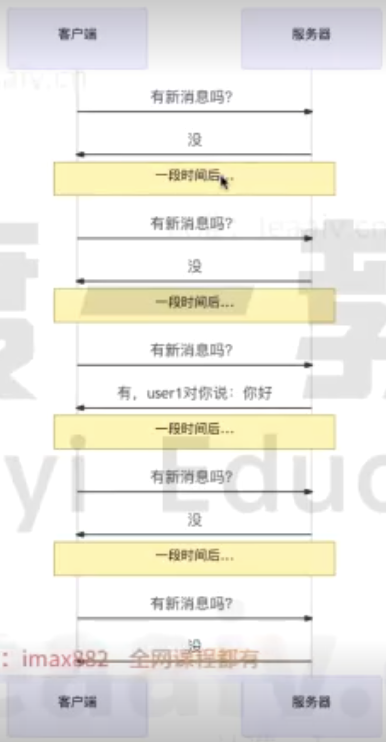 客户端 服务器
有新消息吗?
没
一段时间后...
有新消息吗?
没
一段时间后...
有新消息吗?
有，user1对你说：你好
一段时间后...
有新消息吗?
没
一段时间后...
有新消息吗?
没
：imax882 全网课程都有
客户端 服务器